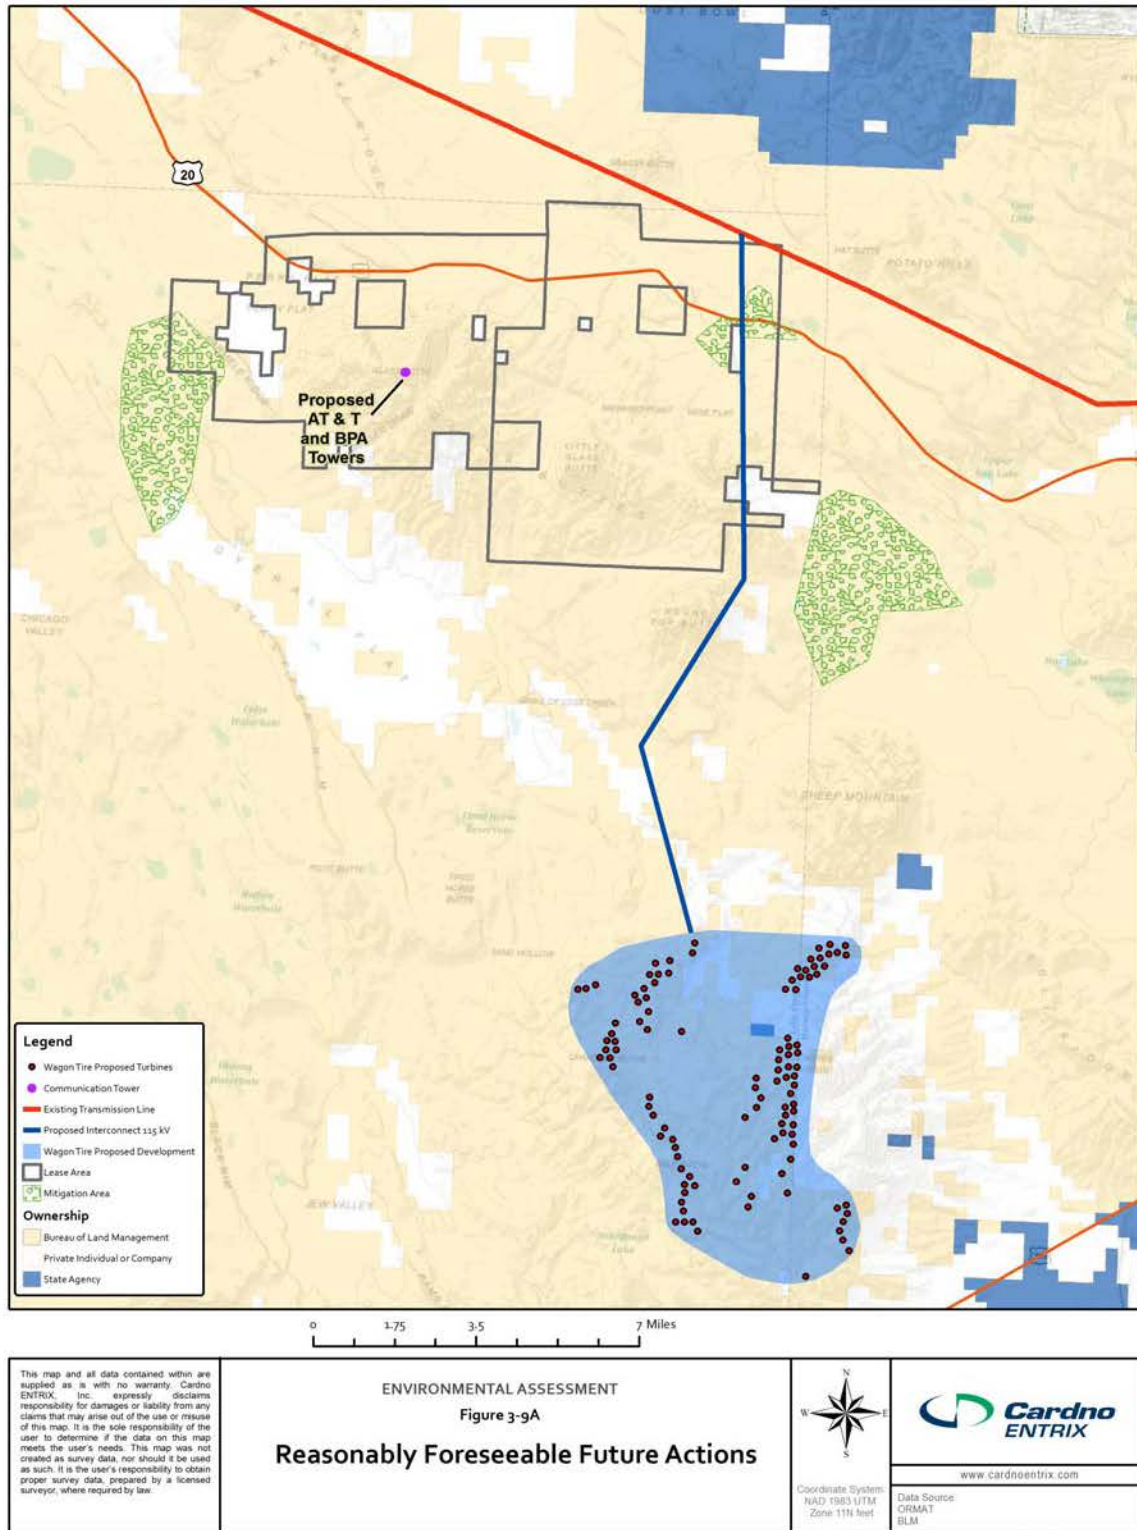 20
POTATO HILLS
Proposed
AT & T
and BPA
Towers
LITTLE
GLASS
BUTTE
CHICAGO
VALLEY
SHEEP MOUNTAIN
Reservoir
SAND HOLLOW
Legend
Wagon Tire Proposed Turbines
Communication Tower
Existing Transmission Line
Proposed Interconnect 115 kV
Wagon Tire Proposed Development
Lease Area
Mitigation Area
Ownership
Bureau of Land Management
Private Individual or Company
State Agency
0 1.75 3.5 7 Miles
This map and all data contained within are
supplied as is with no warranty. Cardno
ENTRIX, Inc. expressly disclaims
responsibility for damages or liability from any
claims that may arise out of the use or misuse
of this map. It is the sole responsibility of the
user to determine if the data on this map
meets the user's needs. This map was not
created as survey data, nor should it be used
as such. It is the user's responsibility to obtain
proper survey data, prepared by a licensed
surveyor, where required by law.
ENVIRONMENTAL ASSESSMENT
Figure 3-9A
Reasonably Foreseeable Future Actions
N
W E
S
Coordinate System:
NAD 1983 UTM
Zone 11N feet
Cardno
ENTRIX
www.cardnoentrix.com
Data Source:
ORMAT
BLM